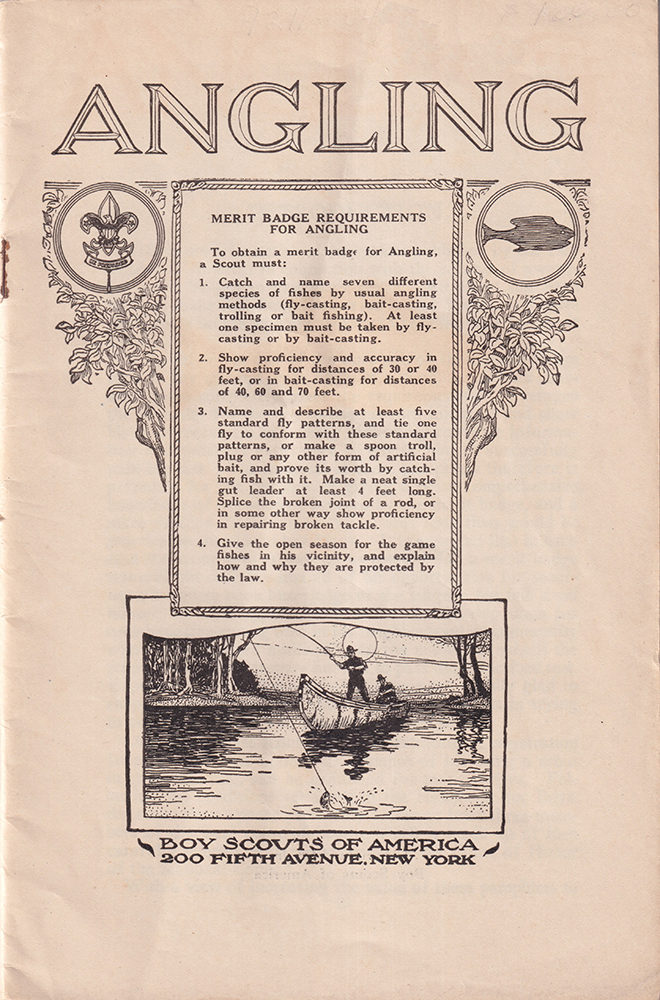 ANGLING
MERIT BADGE REQUIREMENTS
FOR ANGLING
To obtain a merit badge for Angling,
a Scout must:
1. Catch and name seven different
species of fishes by usual angling
methods (fly-casting, bait-casting,
trolling or bait fishing). At least
one specimen must be taken by fly-
casting or by bait-casting.
2. Show proficiency and accuracy in
fly-casting for distances of 30 or 40
feet, or in bait-casting for distances
of 40, 60 and 70 feet.
3. Name and describe at least five
standard fly patterns, and tie one
fly to conform with these standard
patterns, or make a spoon troll,
plug or any other form of artificial
bait, and prove its worth by catch-
ing fish with it. Make a neat single
gut leader at least 4 feet long.
Splice the broken joint of a rod, or
in some other way show proficiency
in repairing broken tackle.
4. Give the open season for the game
fishes in his vicinity, and explain
how and why they are protected by
the law.
BOY SCOUTS OF AMERICA
200 FIFTH AVENUE, NEW YORK